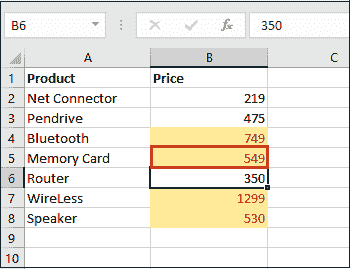 B6 fx 350
A B C
1 Product Price
2 Net Connector 219
3 Pendrive 475
4 Bluetooth 749
5 Memory Card 549
6 Router 350
7 WireLess 1299
8 Speaker 530
9
10